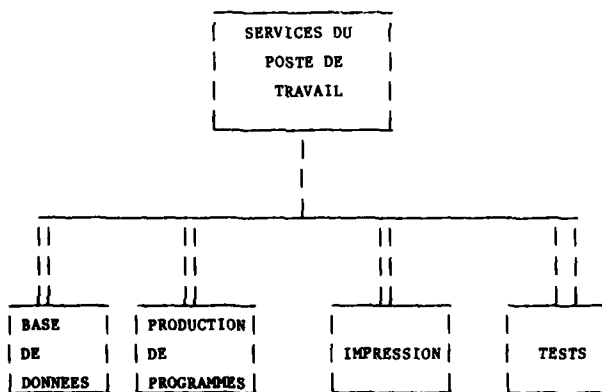 SERVICES DU
POSTE DE
TRAVAIL
BASE
DE
DONNEES
PRODUCTION
DE
PROGRAMMES
IMPRESSION
TESTS